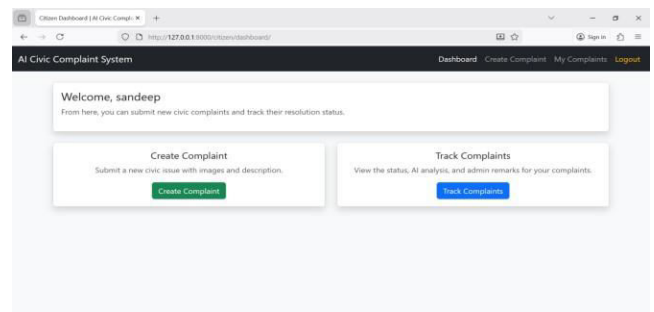 Citizen Dashboard | AI Civic Compl
http://127.0.0.1:8000/citizen/dashboard/
Sign in
AI Civic Complaint System
Dashboard Create Complaint My Complaints Logout
Welcome, sandeep
From here, you can submit new civic complaints and track their resolution status.
Create Complaint
Submit a new civic issue with images and description.
Create Complaint
Track Complaints
View the status, AI analysis, and admin remarks for your complaints.
Track Complaints